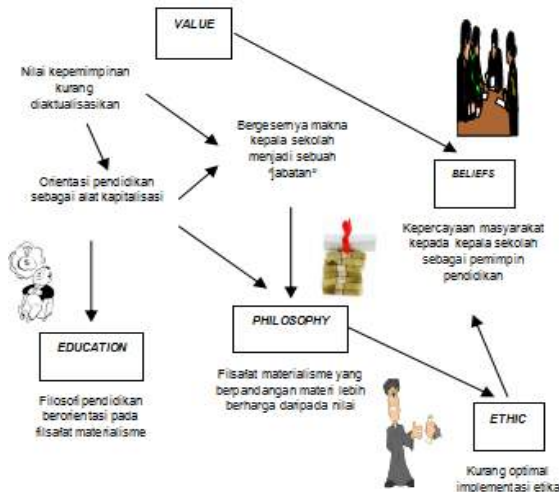 VALUE
Nilai kepemimpinan
kurang
diaktualisasikan
Bergesernya makna
kepala sekolah
menjadi sebuah
"jabatan"
Orientasi pendidikan
sebagai alat kapitalisasi
BELIEFS
Kepercayaan masyarakat
kepada kepala sekolah
sebagai pemimpin
pendidikan
EDUCATION
Filosofi pendidikan
berorientasi pada
filsafat materialisme
PHILOSOPHY
Filsafat materialisme yang
berpandangan materi lebih
berharga daripada nilai
ETHIC
Kurang optimal
implementasi etika